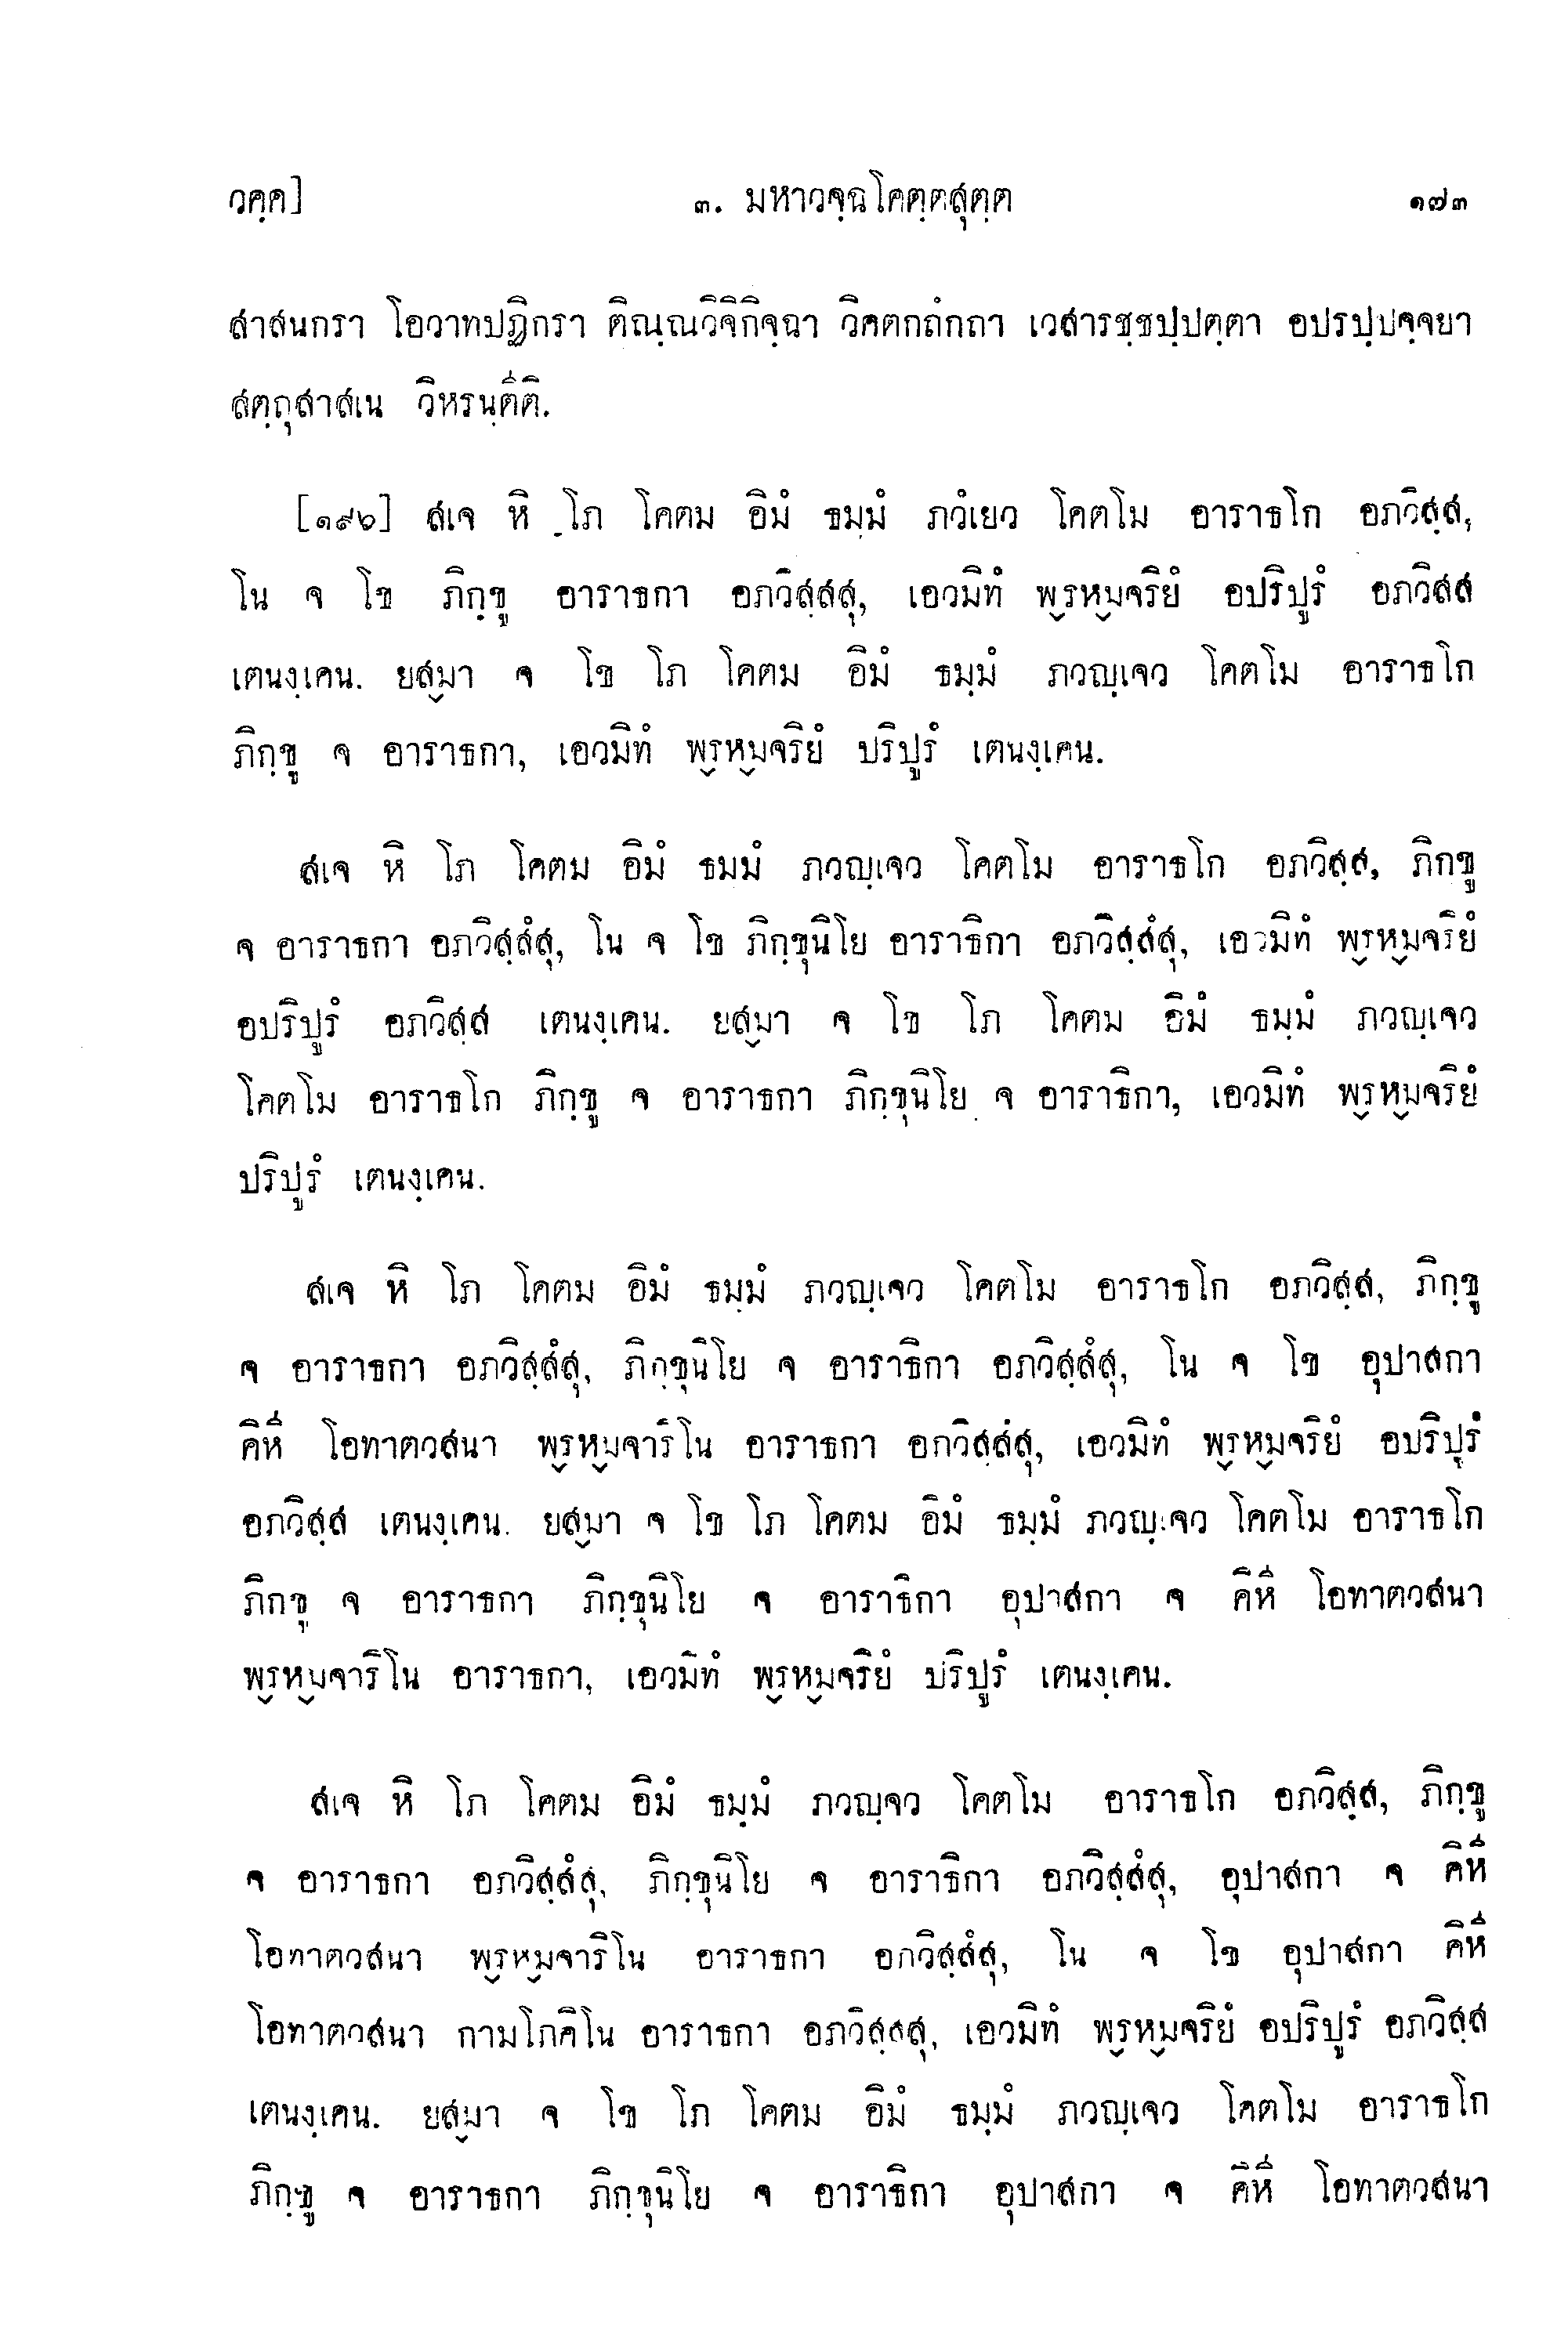 วคฺค]	๓. มหาวจฺฉโคตฺตสุตฺต	๑๗๓
สาสนกรา โอวาทปฏิกรา ติณฺณวิจิกิจฺฉา วิคตกถํกถา เวสารชฺชปฺปตฺตา อปรปฺปจฺจยา
สตฺถุสาสเน วิหรนฺตี่ติ.
[๑๙๖] สเจ หิ โภ โคตม อิมํ ธมฺมํ ภวํเยว โคตโม อาราธโก อภวิสฺส,
โน จ โข ภิกฺขู อาราธกา อภวิสฺสํสุ, เอวมิทํ พฺรหฺมจริยํ อปริปูรํ อภวิสฺส
เตนงฺเคน. ยสฺมา จ โข โภ โคตม อิมํ ธมฺมํ ภวญฺเจว โคตโม อาราธโก
ภิกฺขู จ อาราธกา, เอวมิทํ พฺรหฺมจริยํ ปริปูรํ เตนงฺเคน.
สเจ หิ โภ โคตม อิมํ ธมฺมํ ภวญฺเจว โคตโม อาราธโก อภวิสฺส, ภิกฺขู
จ อาราธกา อภวิสฺสํสุ, โน จ โข ภิกฺขุนิโย อาราธิกา อภวิสฺสํสุ, เอวมิทํ พฺรหฺมจริยํ
อปริปูรํ อภวิสฺส เตนงฺเคน. ยสฺมา จ โข โภ โคตม อิมํ ธมฺมํ ภวญฺเจว
โคตโม อาราธโก ภิกฺขู จ อาราธกา ภิกฺขุนิโย จ อาราธิกา, เอวมิทํ พฺรหฺมจริยํ
ปริปูรํ เตนงฺเคน.
สเจ หิ โภ โคตม อิมํ ธมฺมํ ภวญฺเจว โคตโม อาราธโก อภวิสฺส, ภิกฺขู
จ อาราธกา อภวิสฺสํสุ, ภิกฺขุนิโย จ อาราธิกา อภวิสฺสํสุ, โน จ โข อุปาสกา
คิหี่ โอทาตวสนา พฺรหฺมจาริโน อาราธกา อภวิสฺสํสุ, เอวมิทํ พฺรหฺมจริยํ อปริปุรํ
อภวิสฺส เตนงฺเคน. ยสฺมา จ โข โภ โคตม อิมํ ธมฺมํ ภวญฺเจว โคตโม อาราธโก
ภิกฺขู จ อาราธกา ภิกฺขุนิโย จ อาราธิกา อุปาสกา จ คิหี โอทาตวสนา
พฺรหฺมจาริโน อาราธกา, เอวมิทํ พฺรหฺมจริยํ ปริปูรํ เตนงฺเคน.
สเจ หิ โภ โคตม อิมํ ธมฺมํ ภวญฺจว โคตโม อาราธโก อภวิสฺส, ภิกฺขู
จ อาราธกา อภวิสฺสํสุ, ภิกฺขุนิโย จ อาราธิกา อภวิสฺสํสุ, อุปาสกา จ คิหี่
โอทาตวสนา พฺรหฺมจาริโน อาราธกา อภวิสฺสํสุ, โน จ โข อุปาสกา คิหี่
โอทาตวสนา กามโภคิโน อาราธกา อภวิสฺสํสุ, เอวมิทํ พฺรหฺมจริยํ อปริปูรํ อภวิสฺส
เตนงฺเคน. ยสฺมา จ โข โภ โคตม อิมํ ธมฺมํ ภวญฺเจว โคตโม อาราธโก
ภิกฺขู จ อาราธกา ภิกฺขุนิโย จ อาราธิกา อุปาสกา จ คิหี่ โอทาตวสนา